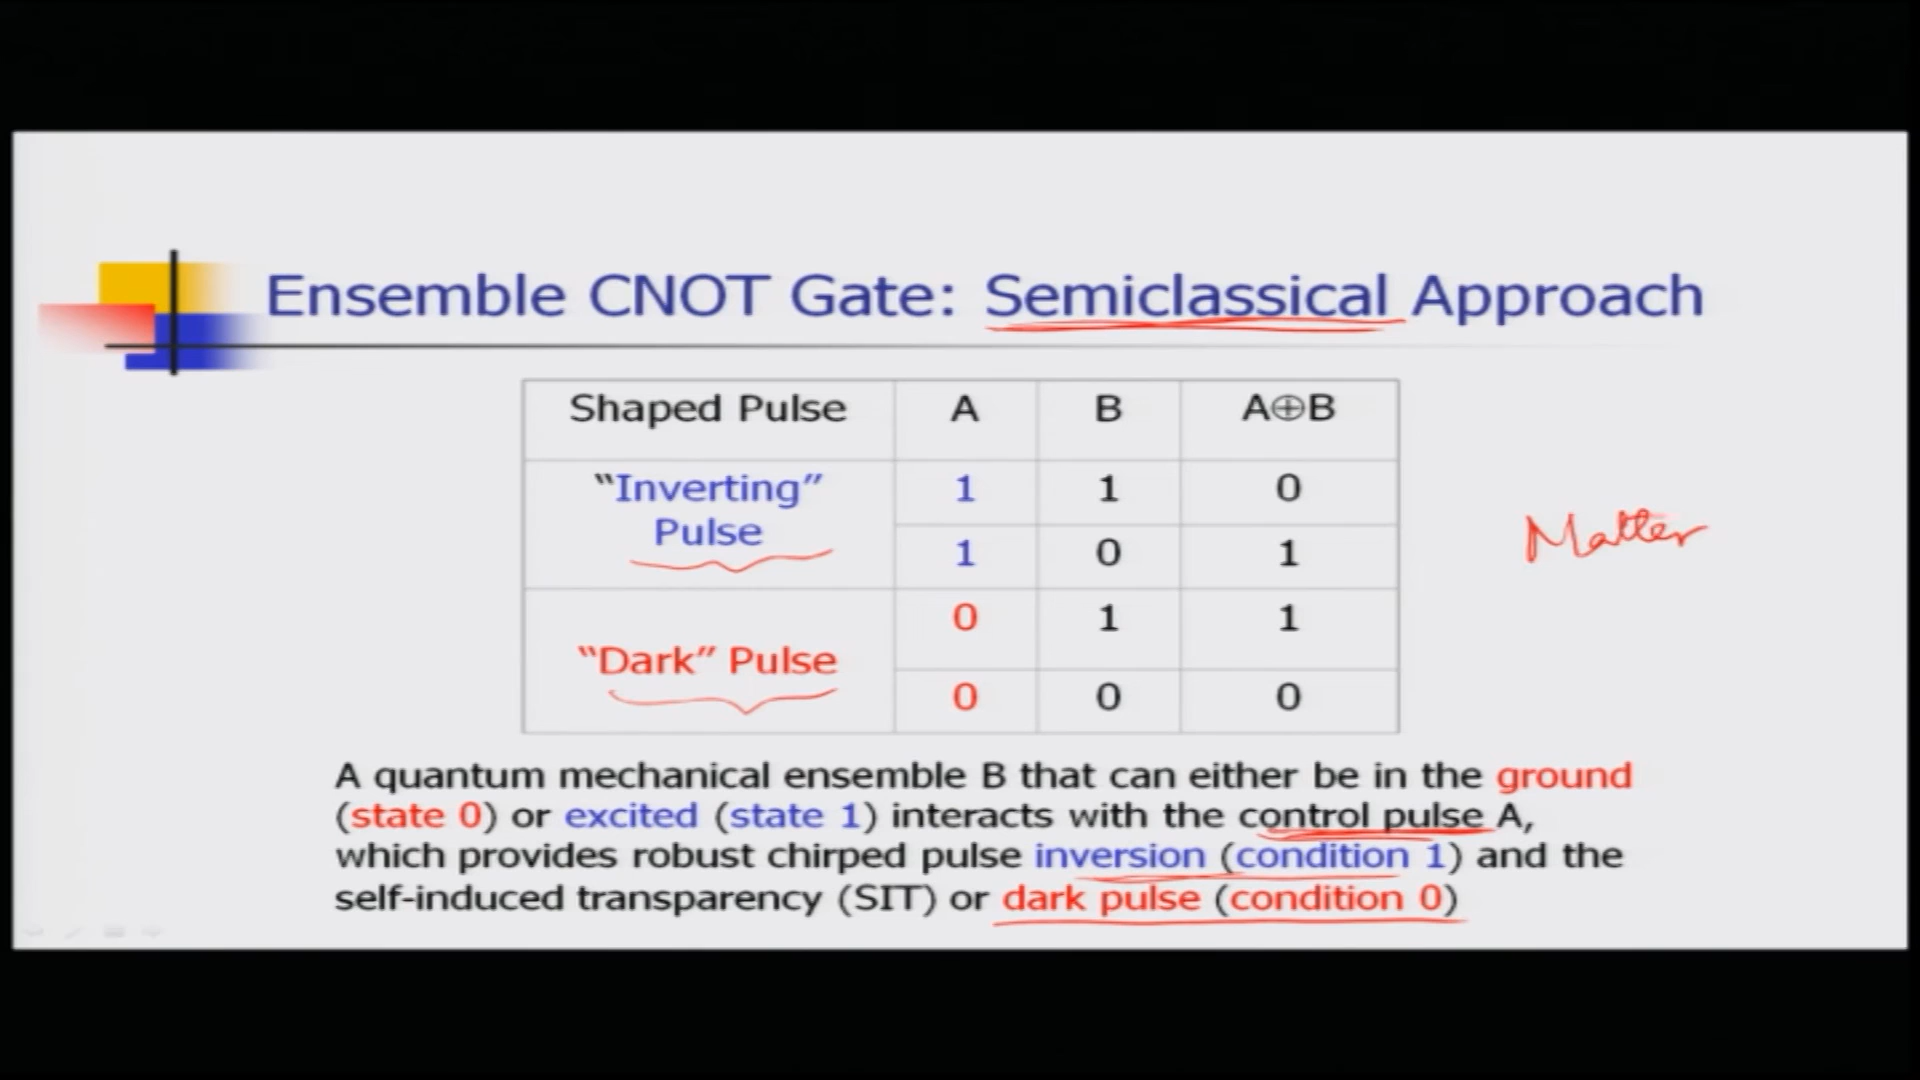 Ensemble CNOT Gate: Semiclassical Approach
Shaped Pulse A B A⊕B
“Inverting” Pulse 1 1 0
1 0 1
“Dark” Pulse 0 1 1
0 0 0
Matter
A quantum mechanical ensemble B that can either be in the ground
(state 0) or excited (state 1) interacts with the control pulse A,
which provides robust chirped pulse inversion (condition 1) and the
self-induced transparency (SIT) or dark pulse (condition 0)